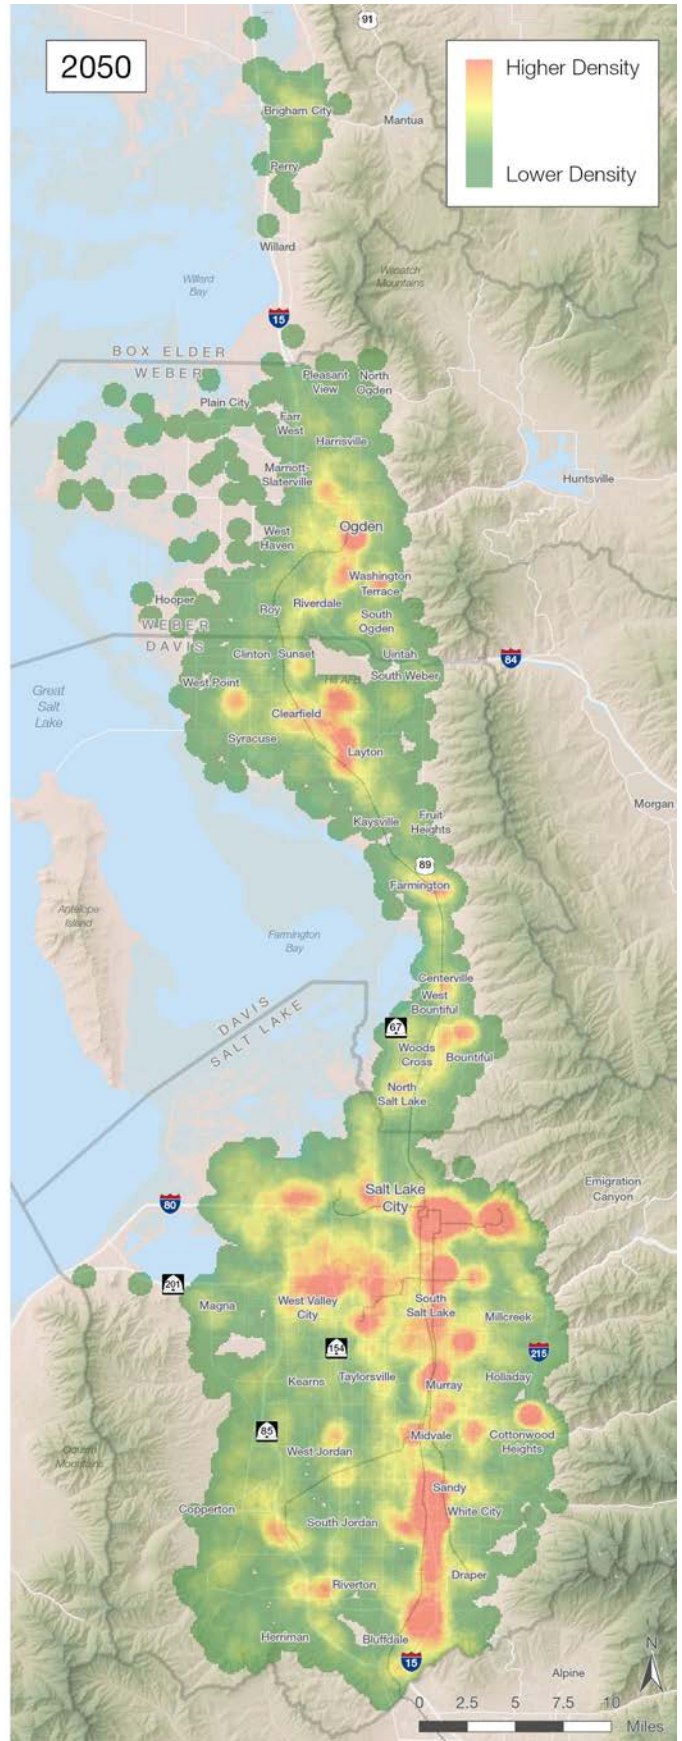 91
2050
Higher Density
Lower Density
Brigham City
Mantua
Perry
Willard
Wasatch
Mountains
Willard
Bay
15
BOX ELDER
WEBER
Pleasant
View
North
Ogden
Plain City
Farr
West
Harrisville
Marriott-
Slaterville
Huntsville
Ogden
West
Haven
Washington
Terrace
Hooper
Roy
Riverdale
South
Ogden
WEBER
DAVIS
Clinton
Sunset
Uintah
84
South Weber
HILL AFB
West Point
Great
Salt
Lake
Clearfield
Syracuse
Layton
Morgan
Kaysville
Fruit
Heights
89
Farmington
Antelope
Island
Farmington
Bay
Centerville
West
Bountiful
DAVIS
SALT LAKE
67
Woods
Cross
Bountiful
North
Salt Lake
Salt Lake
City
Emigration
Canyon
80
201
Magna
West Valley
City
South
Salt Lake
Millcreek
154
215
Kearns
Taylorsville
Murray
Holladay
85
West Jordan
Midvale
Cottonwood
Heights
Oquirrh
Mountains
Sandy
Copperton
South Jordan
White City
Riverton
Draper
Herriman
Bluffdale
15
N
Alpine
0 2.5 5 7.5 10
Miles